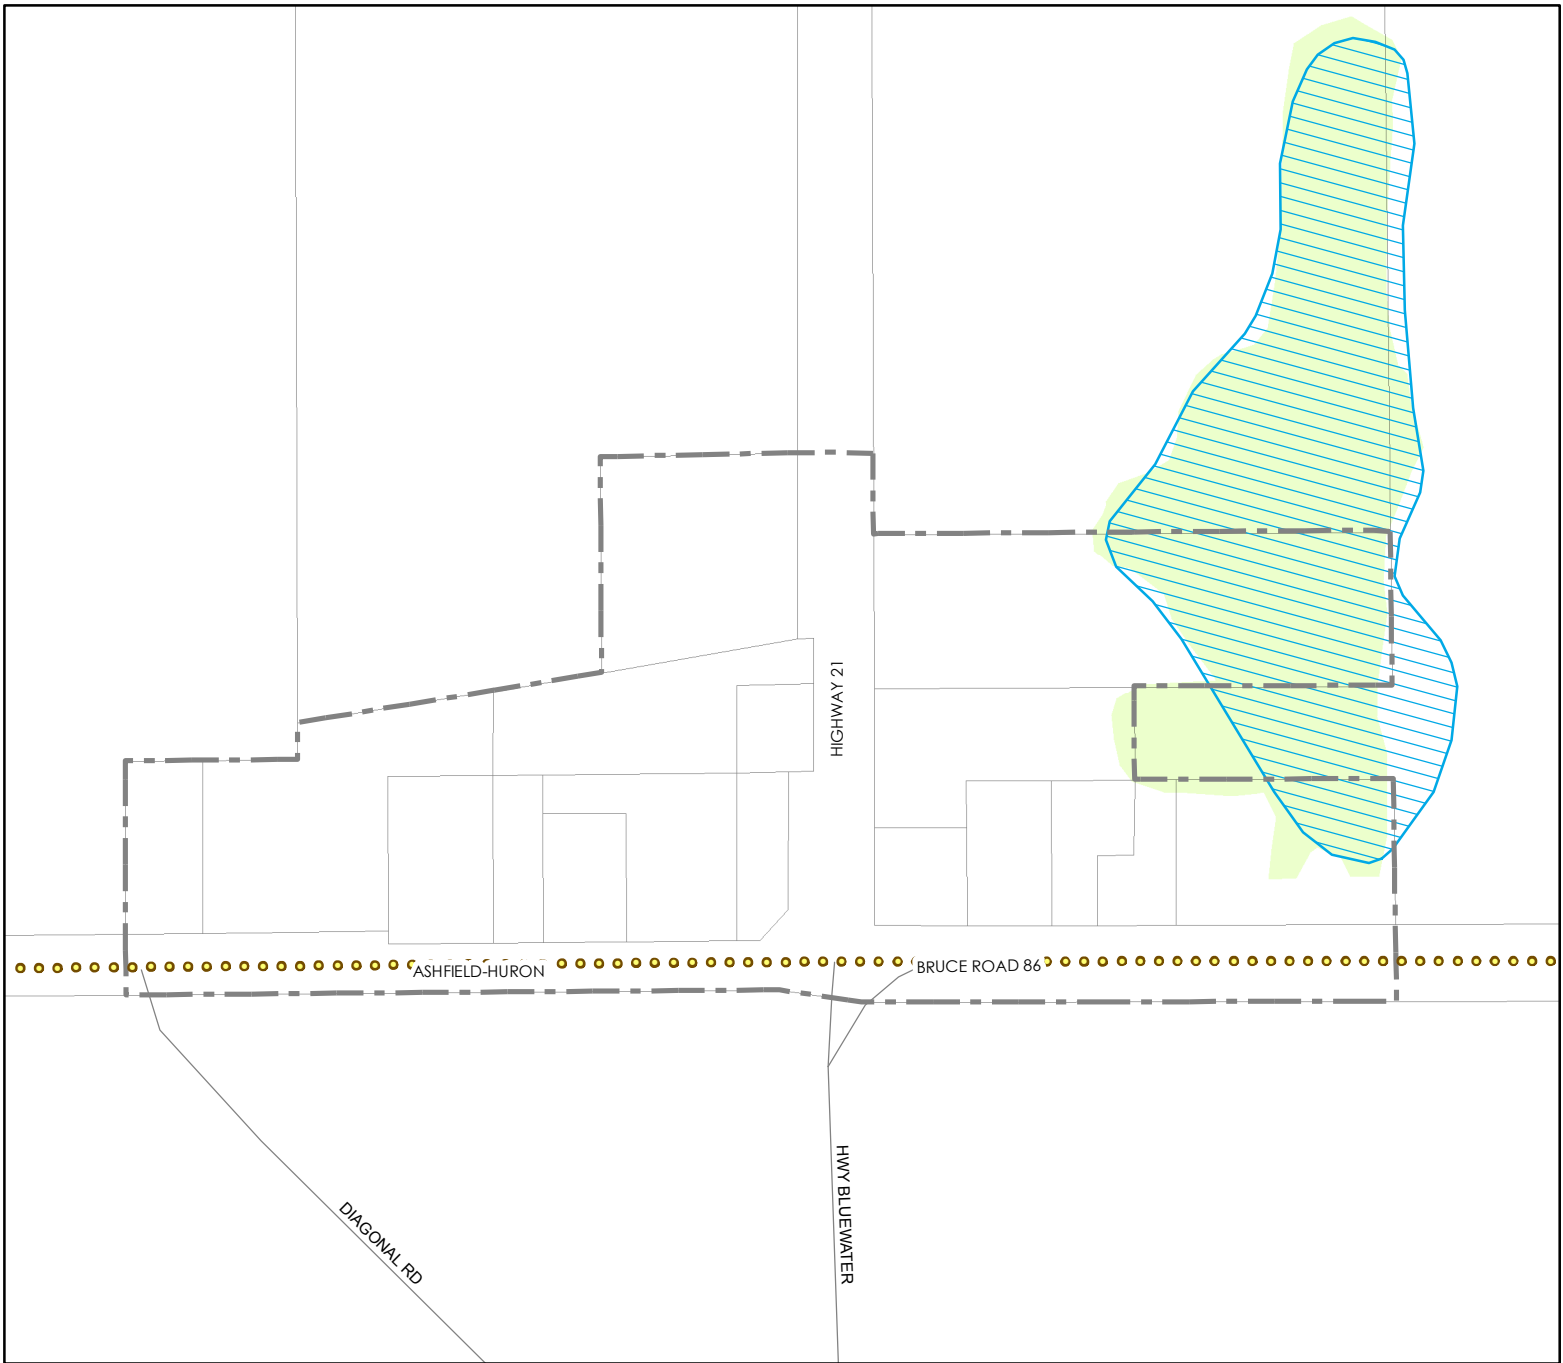 HIGHWAY 21
ASHFIELD-HURON
BRUCE ROAD 86
HWY BLUEWATER
DIAGONAL RD